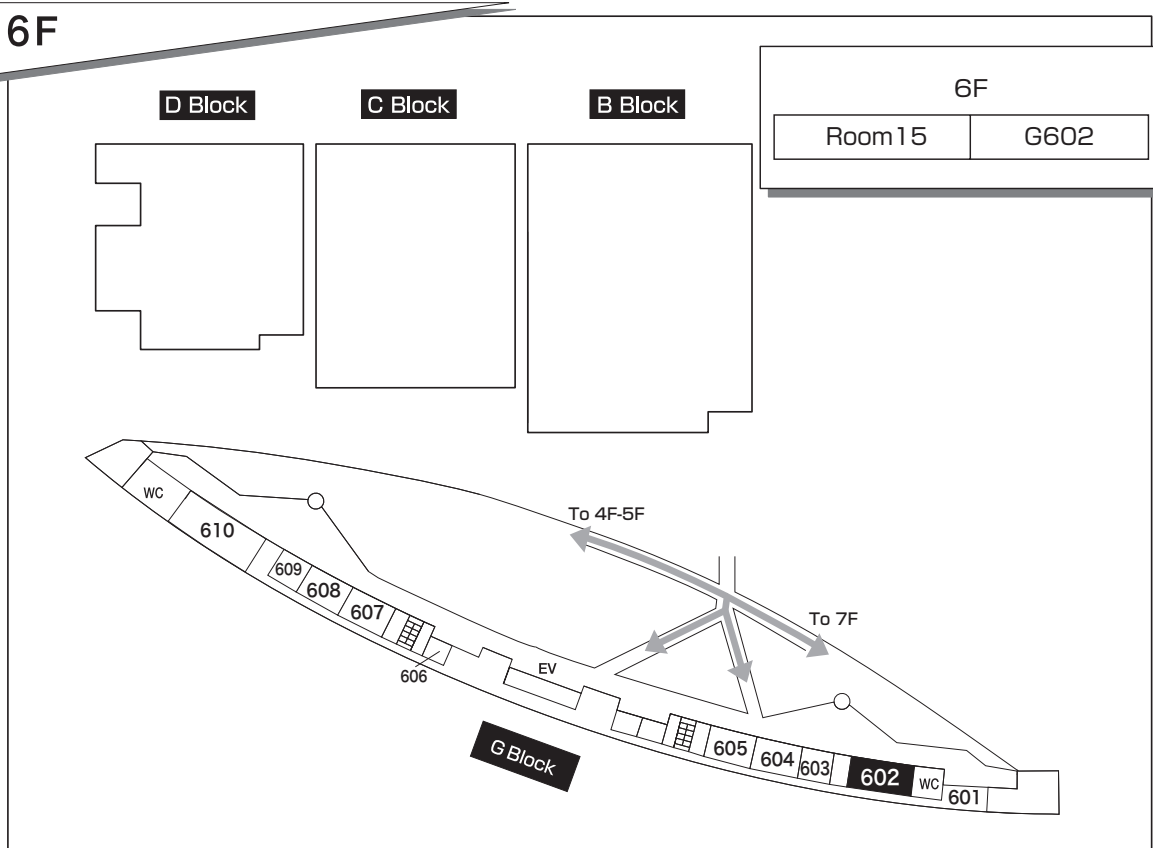 6F
D Block
C Block
B Block
6F
Room15 G602
To 4F-5F
To 7F
WC
610
609
608
607
606
EV
G Block
605
604
603
602
WC
601